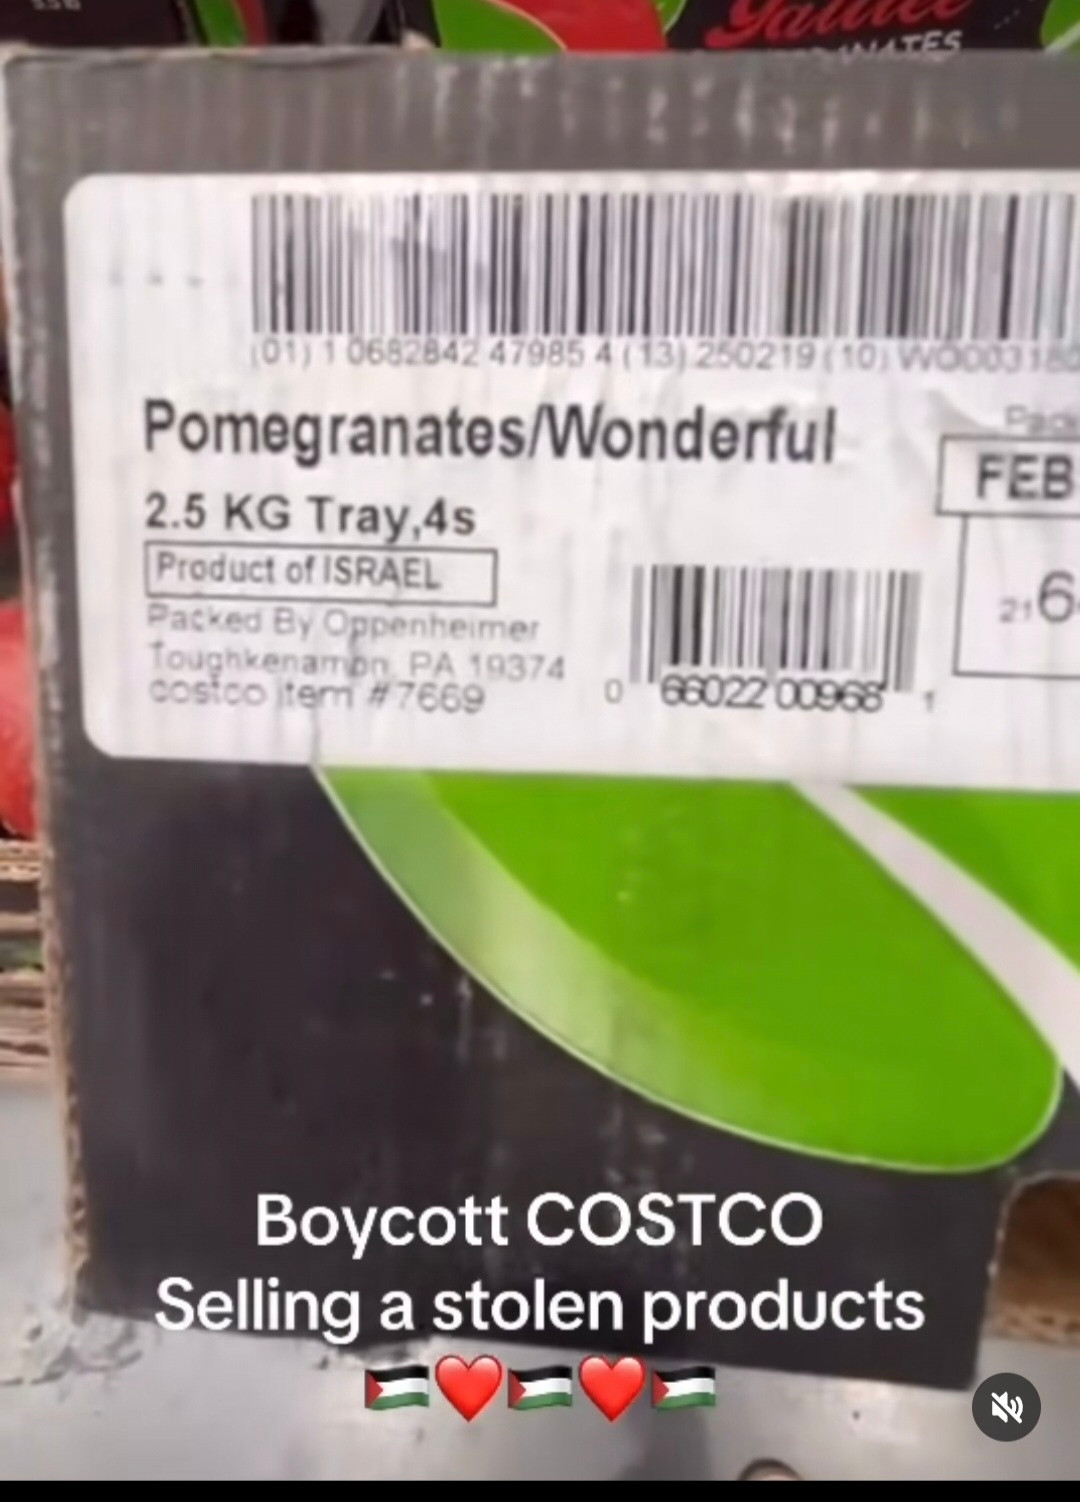 (01) 1 0682842 47985 4 (13) 250219 (10) W0003180
Pomegranates/Wonderful
2.5 KG Tray,4s
FEB
Product of ISRAEL
Packed By Oppenheimer
Toughkenamon, PA 19374
costco item #7669
0 66022 00968 1
Boycott COSTCO
Selling a stolen products
🇵🇸❤️🇵🇸❤️🇵🇸